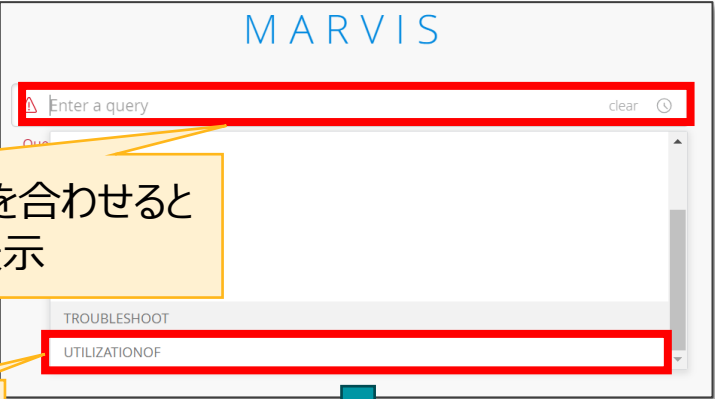 MARVIS
Enter a query
clear
を合わせると
示
TROUBLESHOOT
UTILIZATIONOF